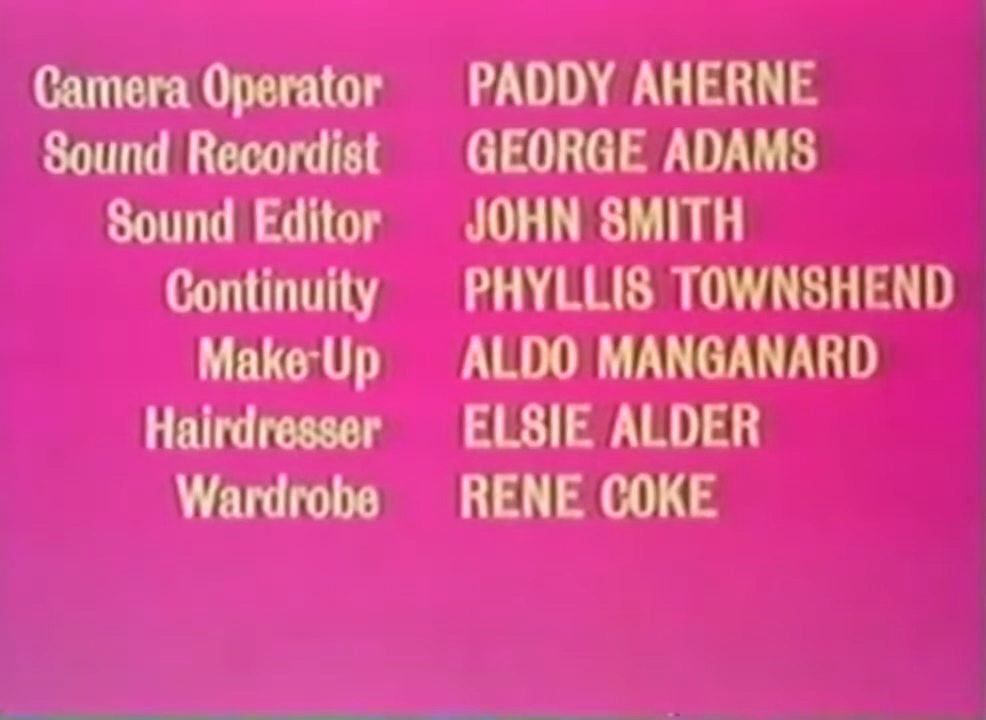 Camera Operator PADDY AHERNE
Sound Recordist GEORGE ADAMS
Sound Editor JOHN SMITH
Continuity PHYLLIS TOWNSHEND
Make-Up ALDO MANGANARD
Hairdresser ELSIE ALDER
Wardrobe RENE COKE